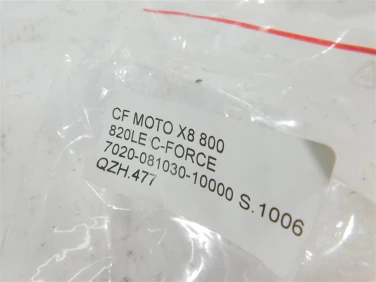 CF MOTO X8 800
820LE C-FORCE
7020-081030-10000 S.1006
QZH.477